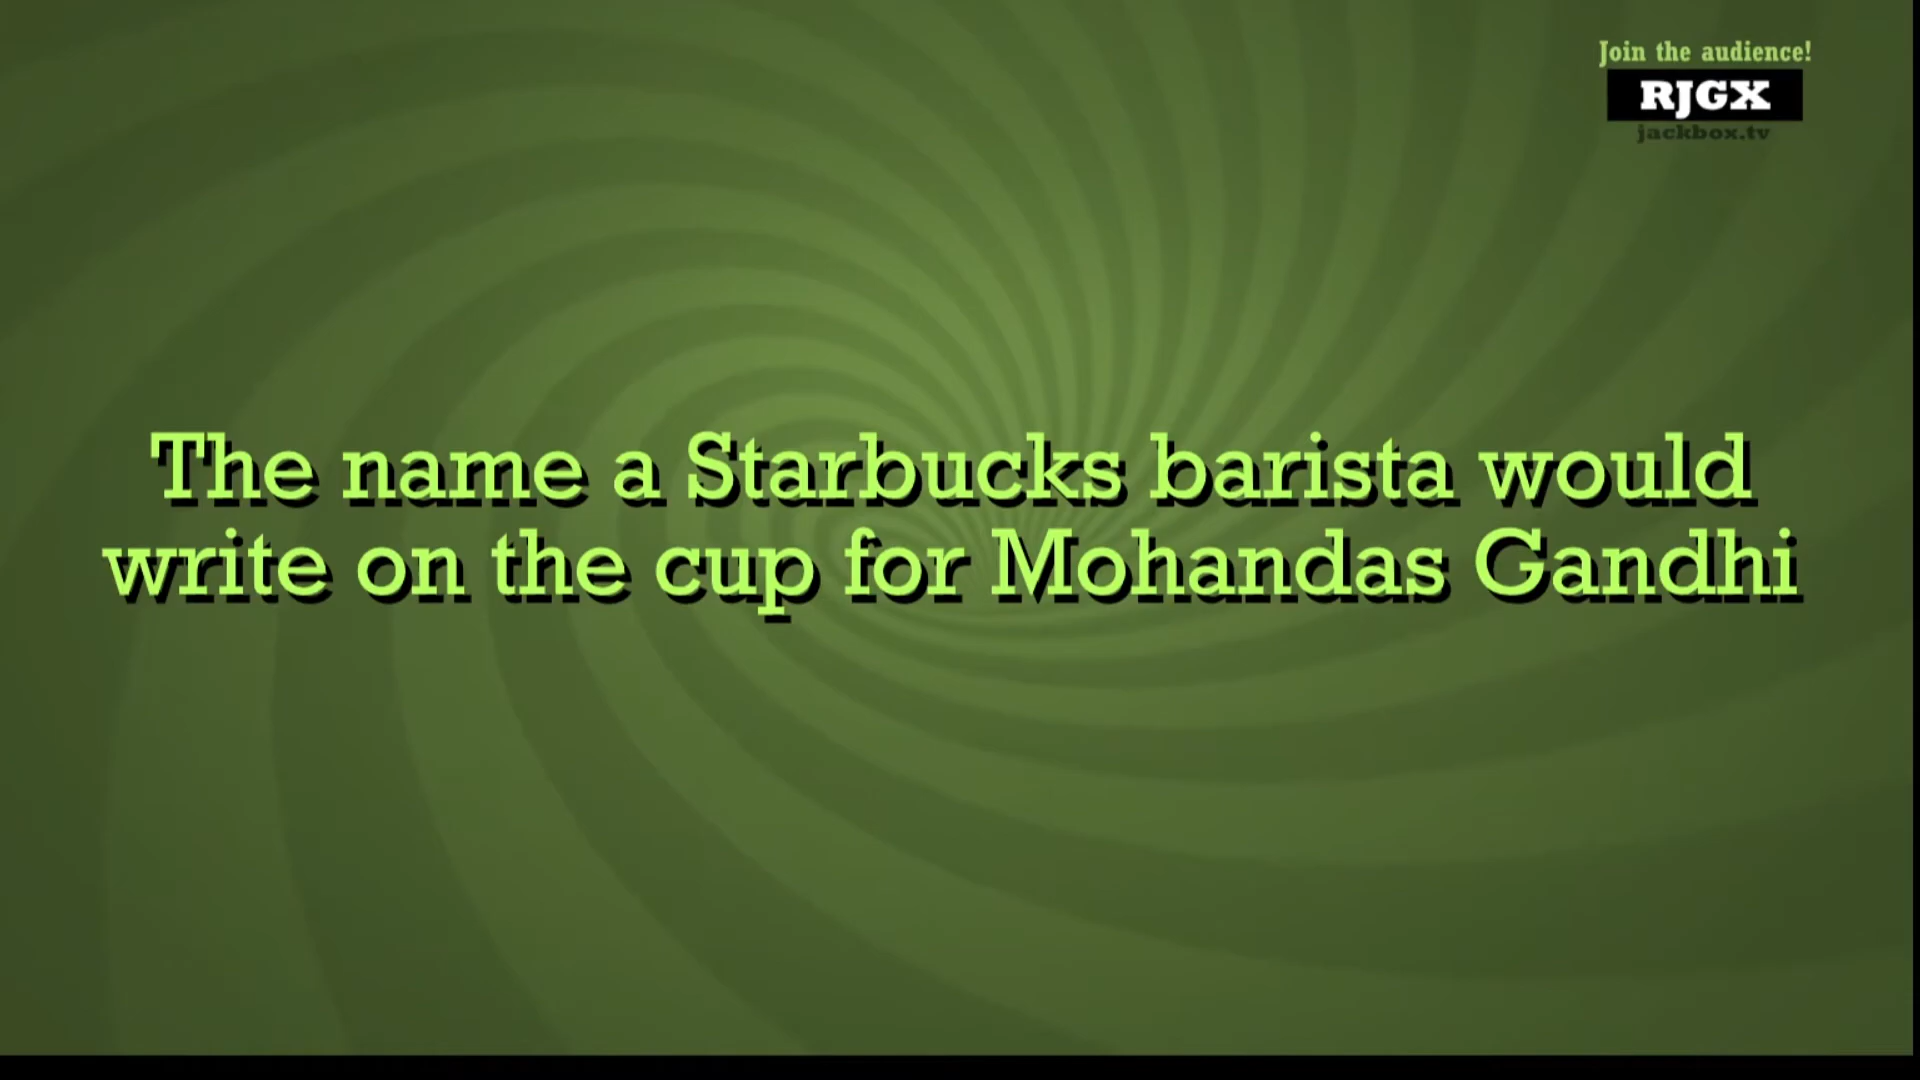 Join the audience!
RJGX
jackbox.tv
The name a Starbucks barista would
write on the cup for Mohandas Gandhi